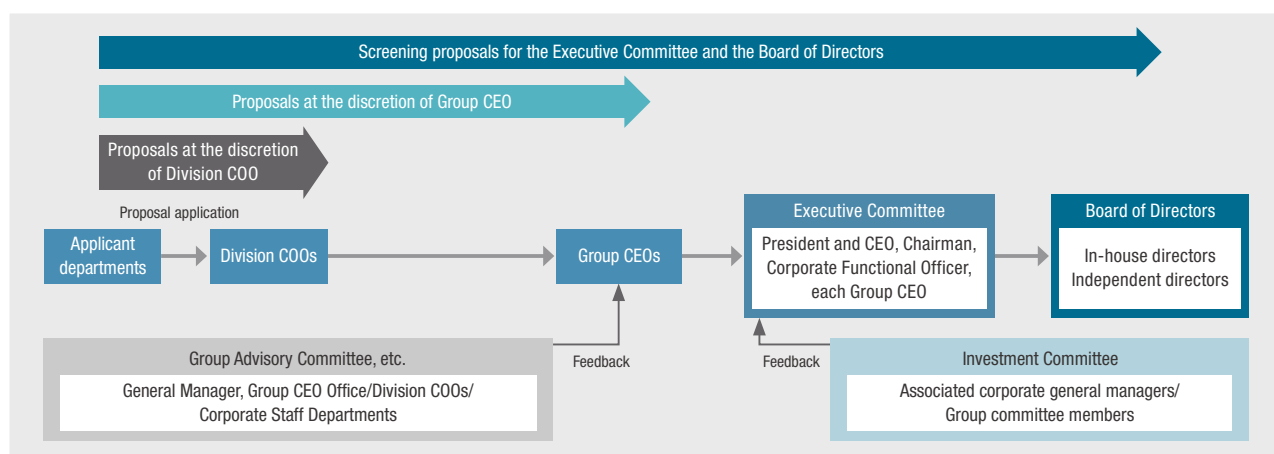 Screening proposals for the Executive Committee and the Board of Directors
Proposals at the discretion of Group CEO
Proposals at the discretion
of Division COO
Proposal application
Applicant
departments
Division COOs
Group CEOs
Executive Committee
President and CEO, Chairman,
Corporate Functional Officer,
each Group CEO
Board of Directors
In-house directors
Independent directors
Group Advisory Committee, etc.
General Manager, Group CEO Office/Division COOs/
Corporate Staff Departments
Feedback
Feedback
Investment Committee
Associated corporate general managers/
Group committee members